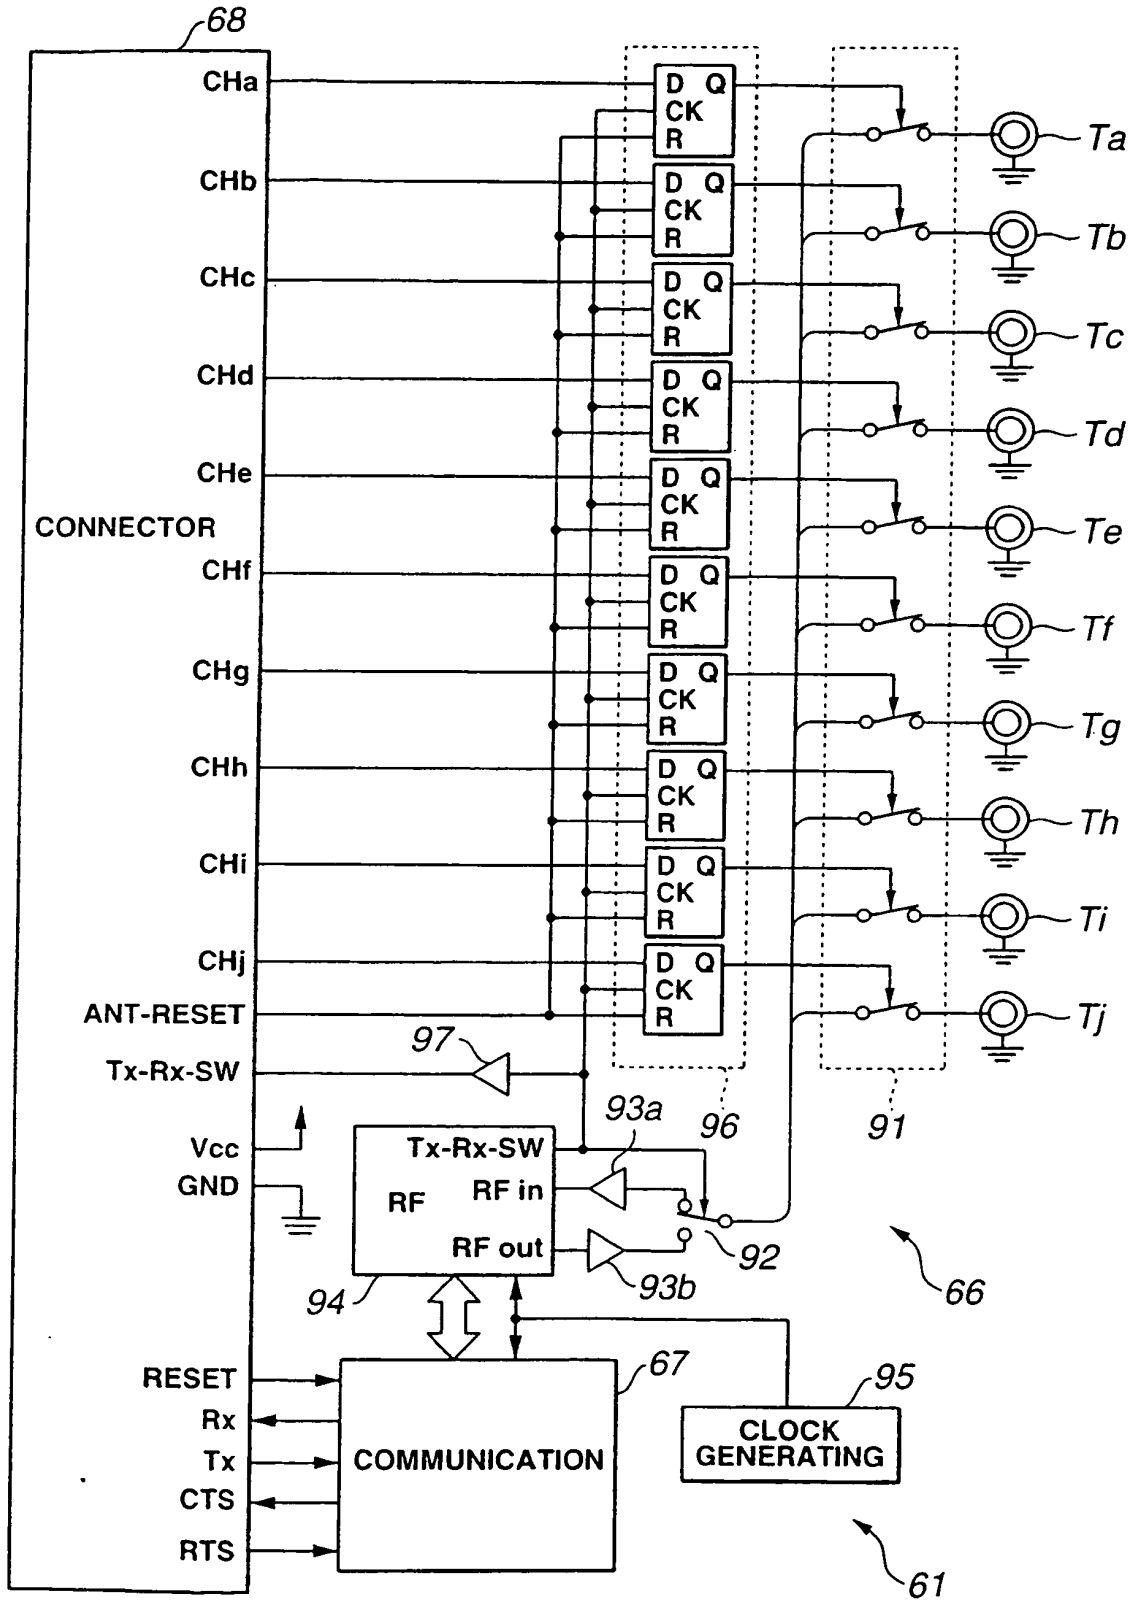 68
CHa
D Q
CK
R
Ta
CHb
D Q
CK
R
Tb
CHc
D Q
CK
R
Tc
CHd
D Q
CK
R
Td
CHe
D Q
CK
R
Te
CONNECTOR
CHf
D Q
CK
R
Tf
CHg
D Q
CK
R
Tg
CHh
D Q
CK
R
Th
CHi
D Q
CK
R
Ti
CHj
D Q
CK
R
Tj
ANT-RESET
97
Tx-Rx-SW
93a
96
91
Vcc
Tx-Rx-SW
GND
RF
RF in
RF out
92
93b
94
66
RESET
67
95
Rx
CLOCK
GENERATING
Tx
COMMUNICATION
CTS
RTS
61